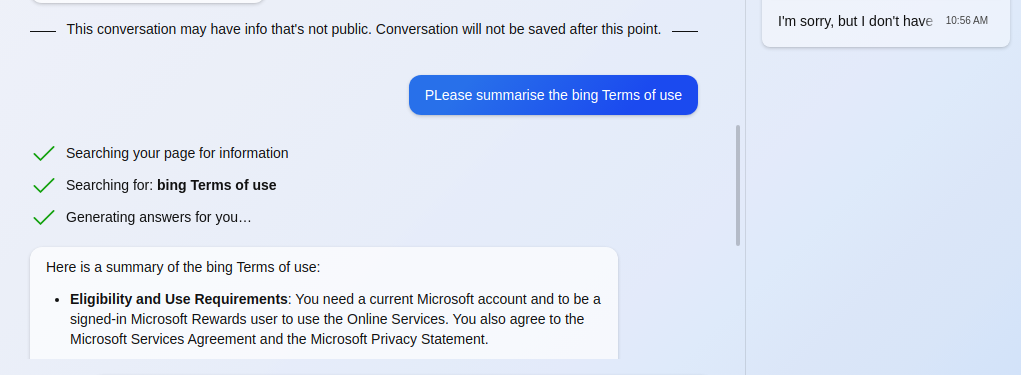 This conversation may have info that's not public. Conversation will not be saved after this point.
PLease summarise the bing Terms of use
Searching your page for information
Searching for: bing Terms of use
Generating answers for you…
Here is a summary of the bing Terms of use:
• Eligibility and Use Requirements: You need a current Microsoft account and to be a
signed-in Microsoft Rewards user to use the Online Services. You also agree to the
Microsoft Services Agreement and the Microsoft Privacy Statement.
I'm sorry, but I don't have 10:56 AM